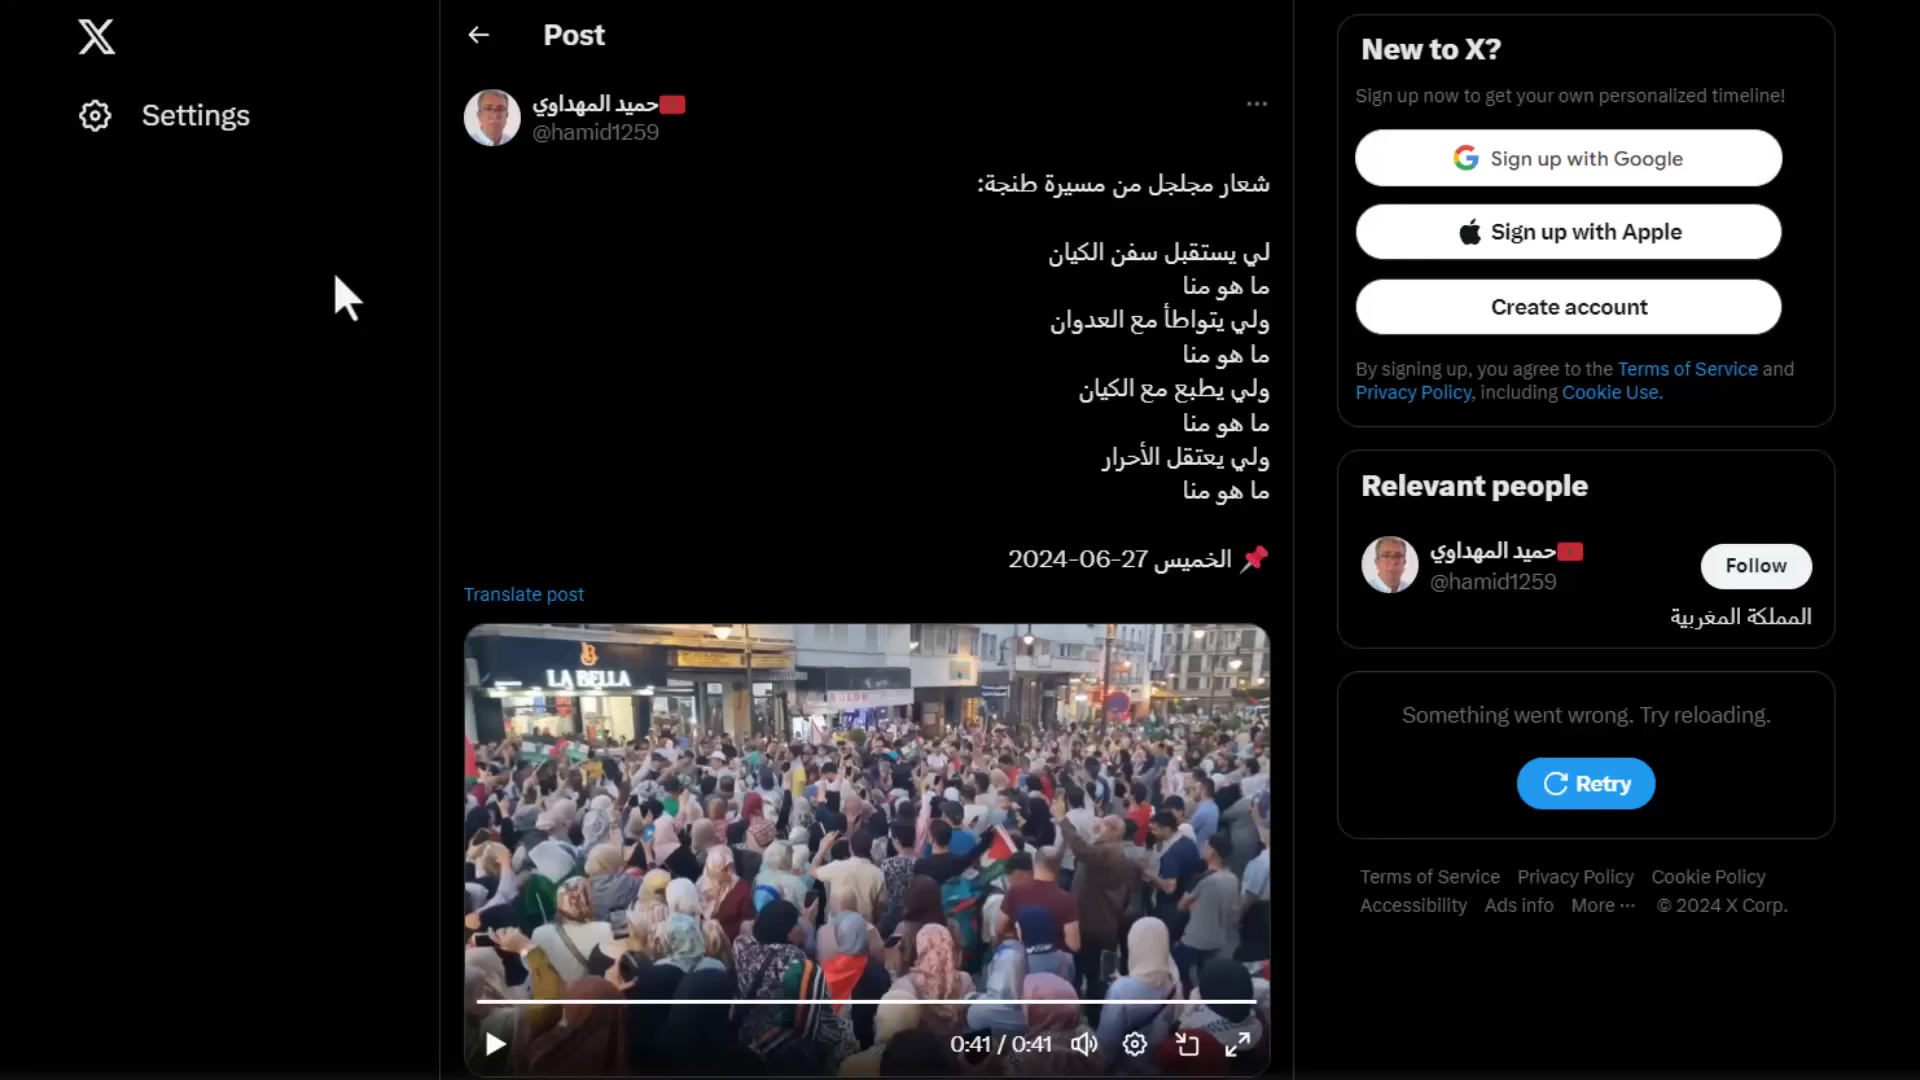 Settings
Post
حميد المهداوي
@hamid1259
شعار مجلجل من مسيرة طنجة:
لي يستقبل سفن الكيان
ما هو منا
ولي يتواطأ مع العدوان
ما هو منا
ولي يطبع مع الكيان
ما هو منا
ولي يعتقل الأحرار
ما هو منا
الخميس 27-06-2024
Translate post
LA BELLA
0:41 / 0:41
New to X?
Sign up now to get your own personalized timeline!
Sign up with Google
Sign up with Apple
Create account
By signing up, you agree to the Terms of Service and
Privacy Policy, including Cookie Use.
Relevant people
حميد المهداوي
@hamid1259
Follow
المملكة المغربية
Something went wrong. Try reloading.
Retry
Terms of Service Privacy Policy Cookie Policy
Accessibility Ads info More ··· © 2024 X Corp.